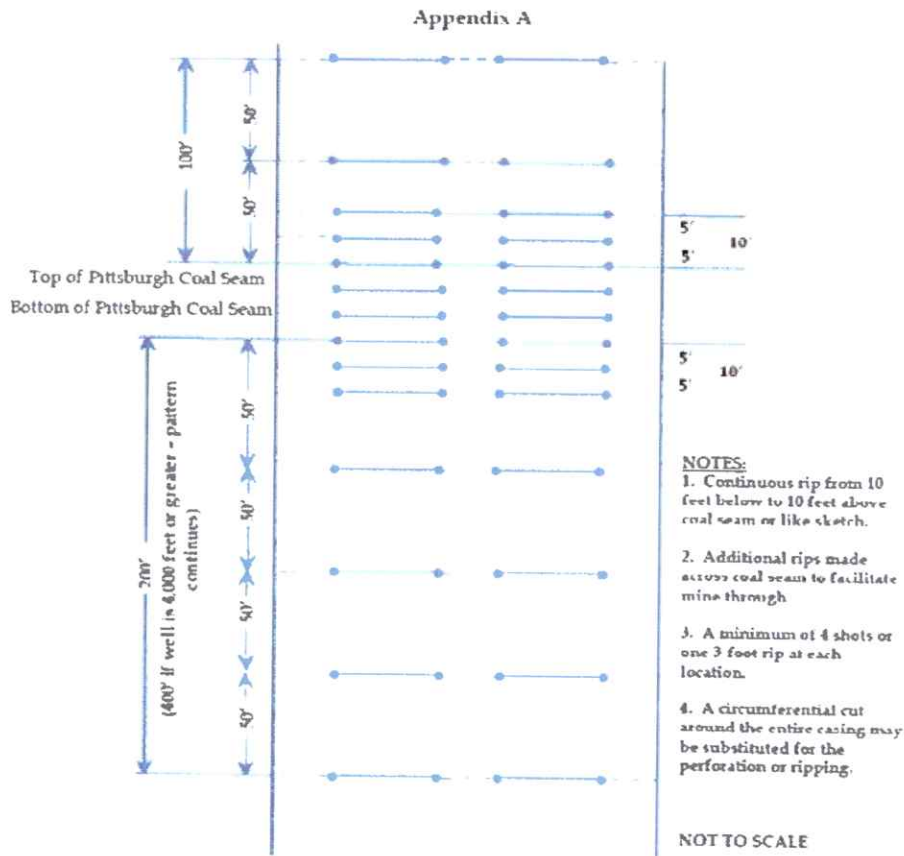 Appendix A
50'
100'
50'
5'
10'
5'
Top of Pittsburgh Coal Seam
Bottom of Pittsburgh Coal Seam
5'
10'
5'
50'
50'
50'
50'
200'
(400' if well is 4,000 feet or greater - pattern
continues)
NOTES:
1. Continuous rip from 10
feet below to 10 feet above
coal seam or like sketch.
2. Additional rips made
across coal seam to facilitate
mine through
3. A minimum of 4 shots or
one 3 foot rip at each
location.
4. A circumferential cut
around the entire casing may
be substituted for the
perforation or ripping.
NOT TO SCALE